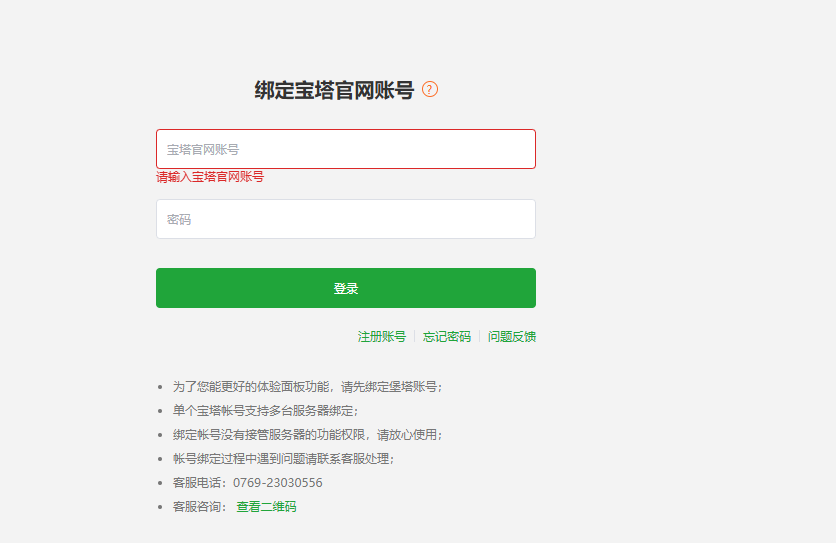 绑定宝塔官网账号 ?
宝塔官网账号
请输入宝塔官网账号
密码
登录
注册账号 | 忘记密码 | 问题反馈
• 为了您能更好的体验面板功能，请先绑定堡塔账号；
• 单个宝塔帐号支持多台服务器绑定；
• 绑定帐号没有接管服务器的功能权限，请放心使用；
• 帐号绑定过程中遇到问题请联系客服处理；
• 客服电话：0769-23030556
• 客服咨询： 查看二维码